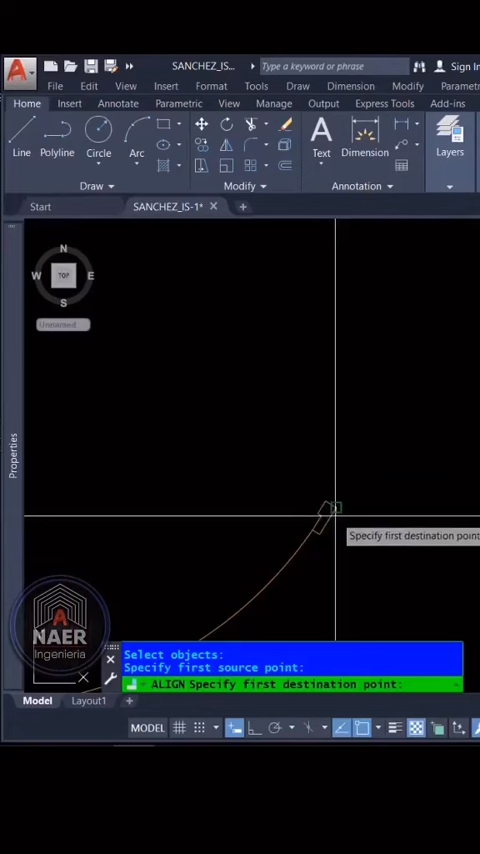 SANCHEZ_IS...
Type a keyword or phrase
Sign In
File Edit View Insert Format Tools Draw Dimension Modify Parametri
Home Insert Annotate Parametric View Manage Output Express Tools Add-ins
Line Polyline Circle Arc Text Dimension Layers
Draw Modify Annotation
Start SANCHEZ_IS-1*
N
W TOP E
S
Unnamed
Properties
Specify first destination point
A
NAER
Ingenieria
Select objects:
Specify first source point:
ALIGN Specify first destination point:
Model Layout1
MODEL